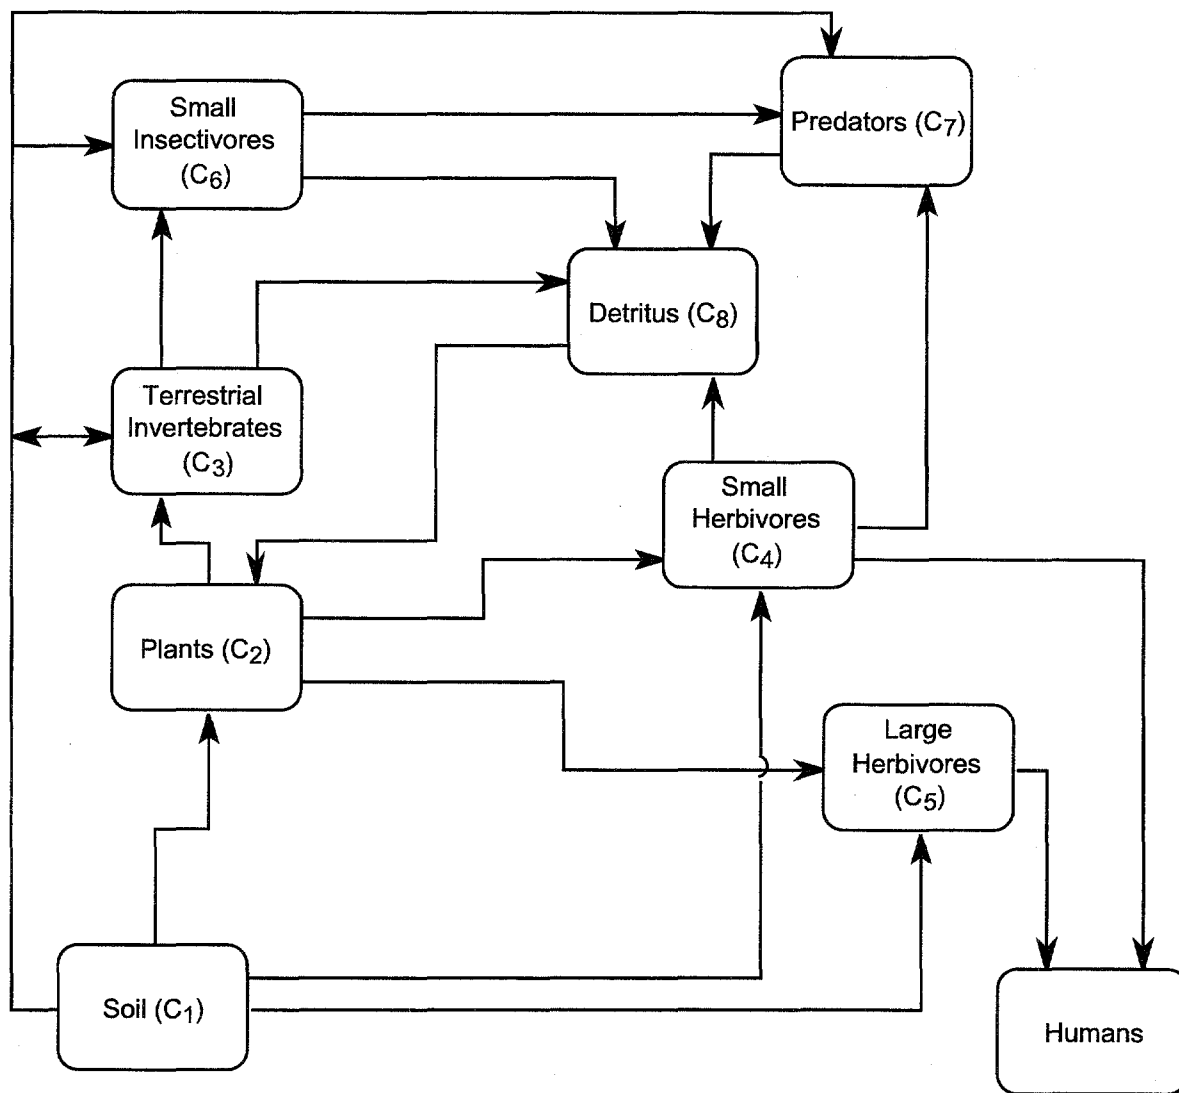 Small
Insectivores
(C6)
Predators (C7)
Detritus (C8)
Terrestrial
Invertebrates
(C3)
Small
Herbivores
(C4)
Plants (C2)
Large
Herbivores
(C5)
Soil (C1)
Humans